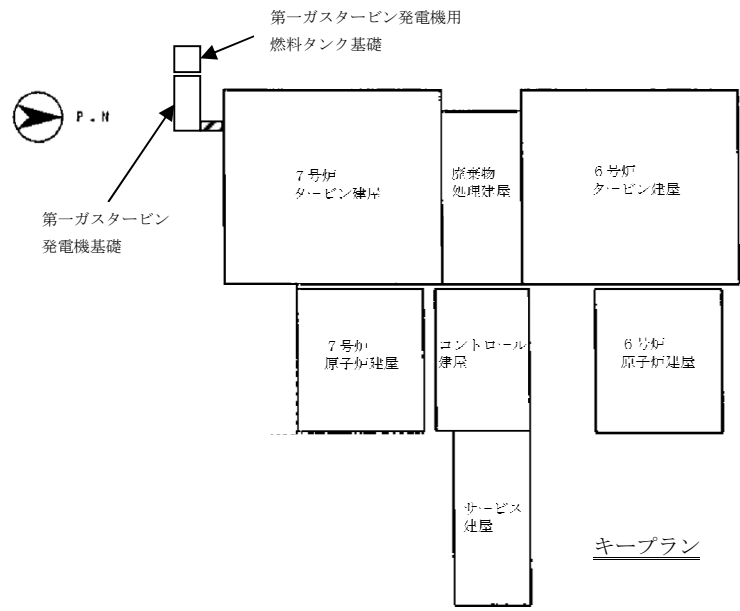 第一ガスタービン発電機用
燃料タンク基礎
P.N
7号炉
タービン建屋
廃棄物
処理建屋
6号炉
タービン建屋
第一ガスタービン
発電機基礎
7号炉
原子炉建屋
コントロール
建屋
6号炉
原子炉建屋
サービス
建屋
キープラン